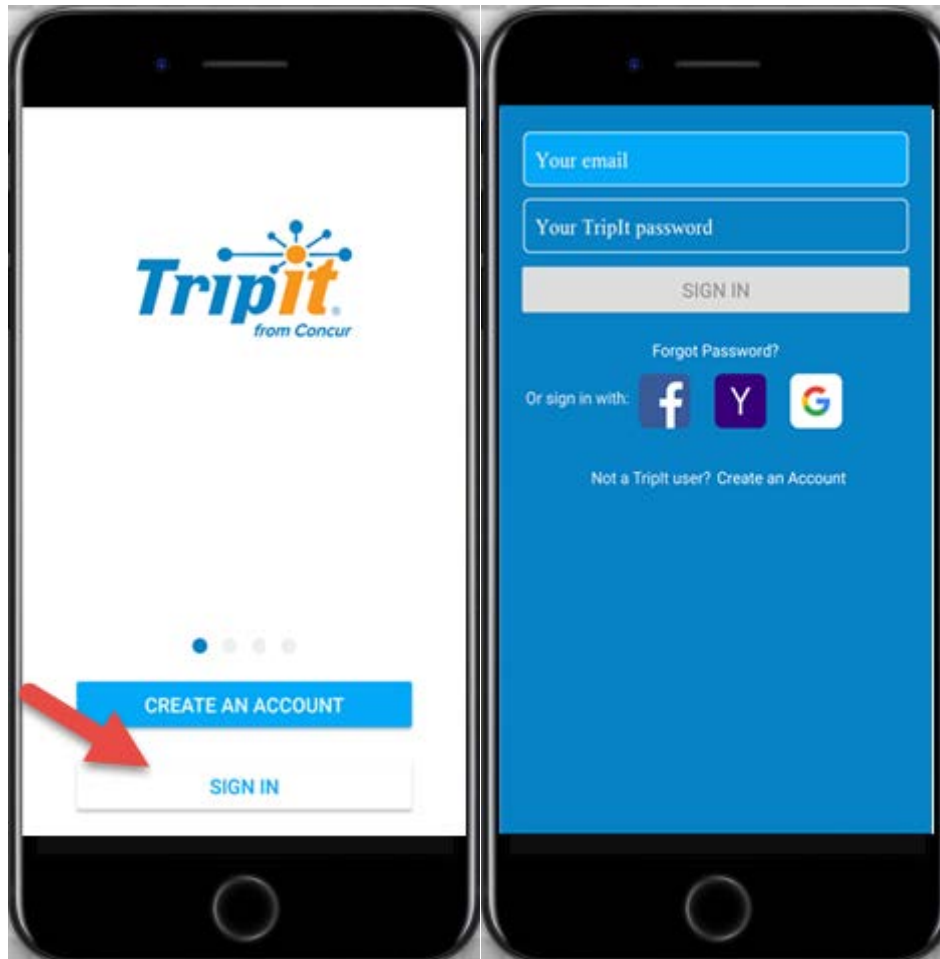 TripIt®
from Concur
CREATE AN ACCOUNT
SIGN IN
Your email
Your TripIt password
SIGN IN
Forgot Password?
Or sign in with: f Y G
Not a TripIt user? Create an Account